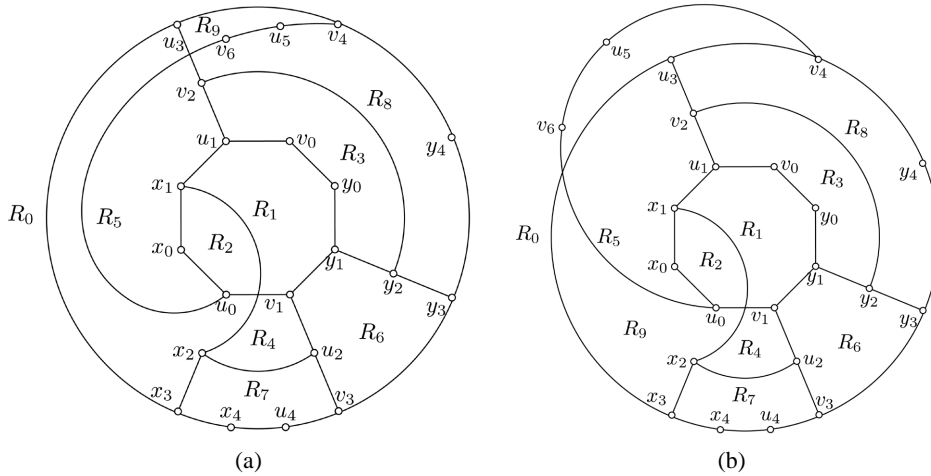 u₃ R₉ v₆ u₅ v₄
v₂ R₈ y₄
u₁ v₀ R₃
x₁ y₀
R₀ R₅ R₁
x₀ R₂ y₁
u₀ v₁ y₂ y₃
R₆
x₂ R₄ u₂
R₇
x₃ x₄ u₄ v₃
(a)
u₅
u₃ v₄
v₆ v₂ R₈ y₄
u₁ v₀ R₃
x₁ y₀
R₀ R₅ R₁
x₀ R₂ y₁
u₀ v₁ y₂ y₃
R₉ R₆
x₂ R₄ u₂
R₇
x₃ x₄ u₄ v₃
(b)